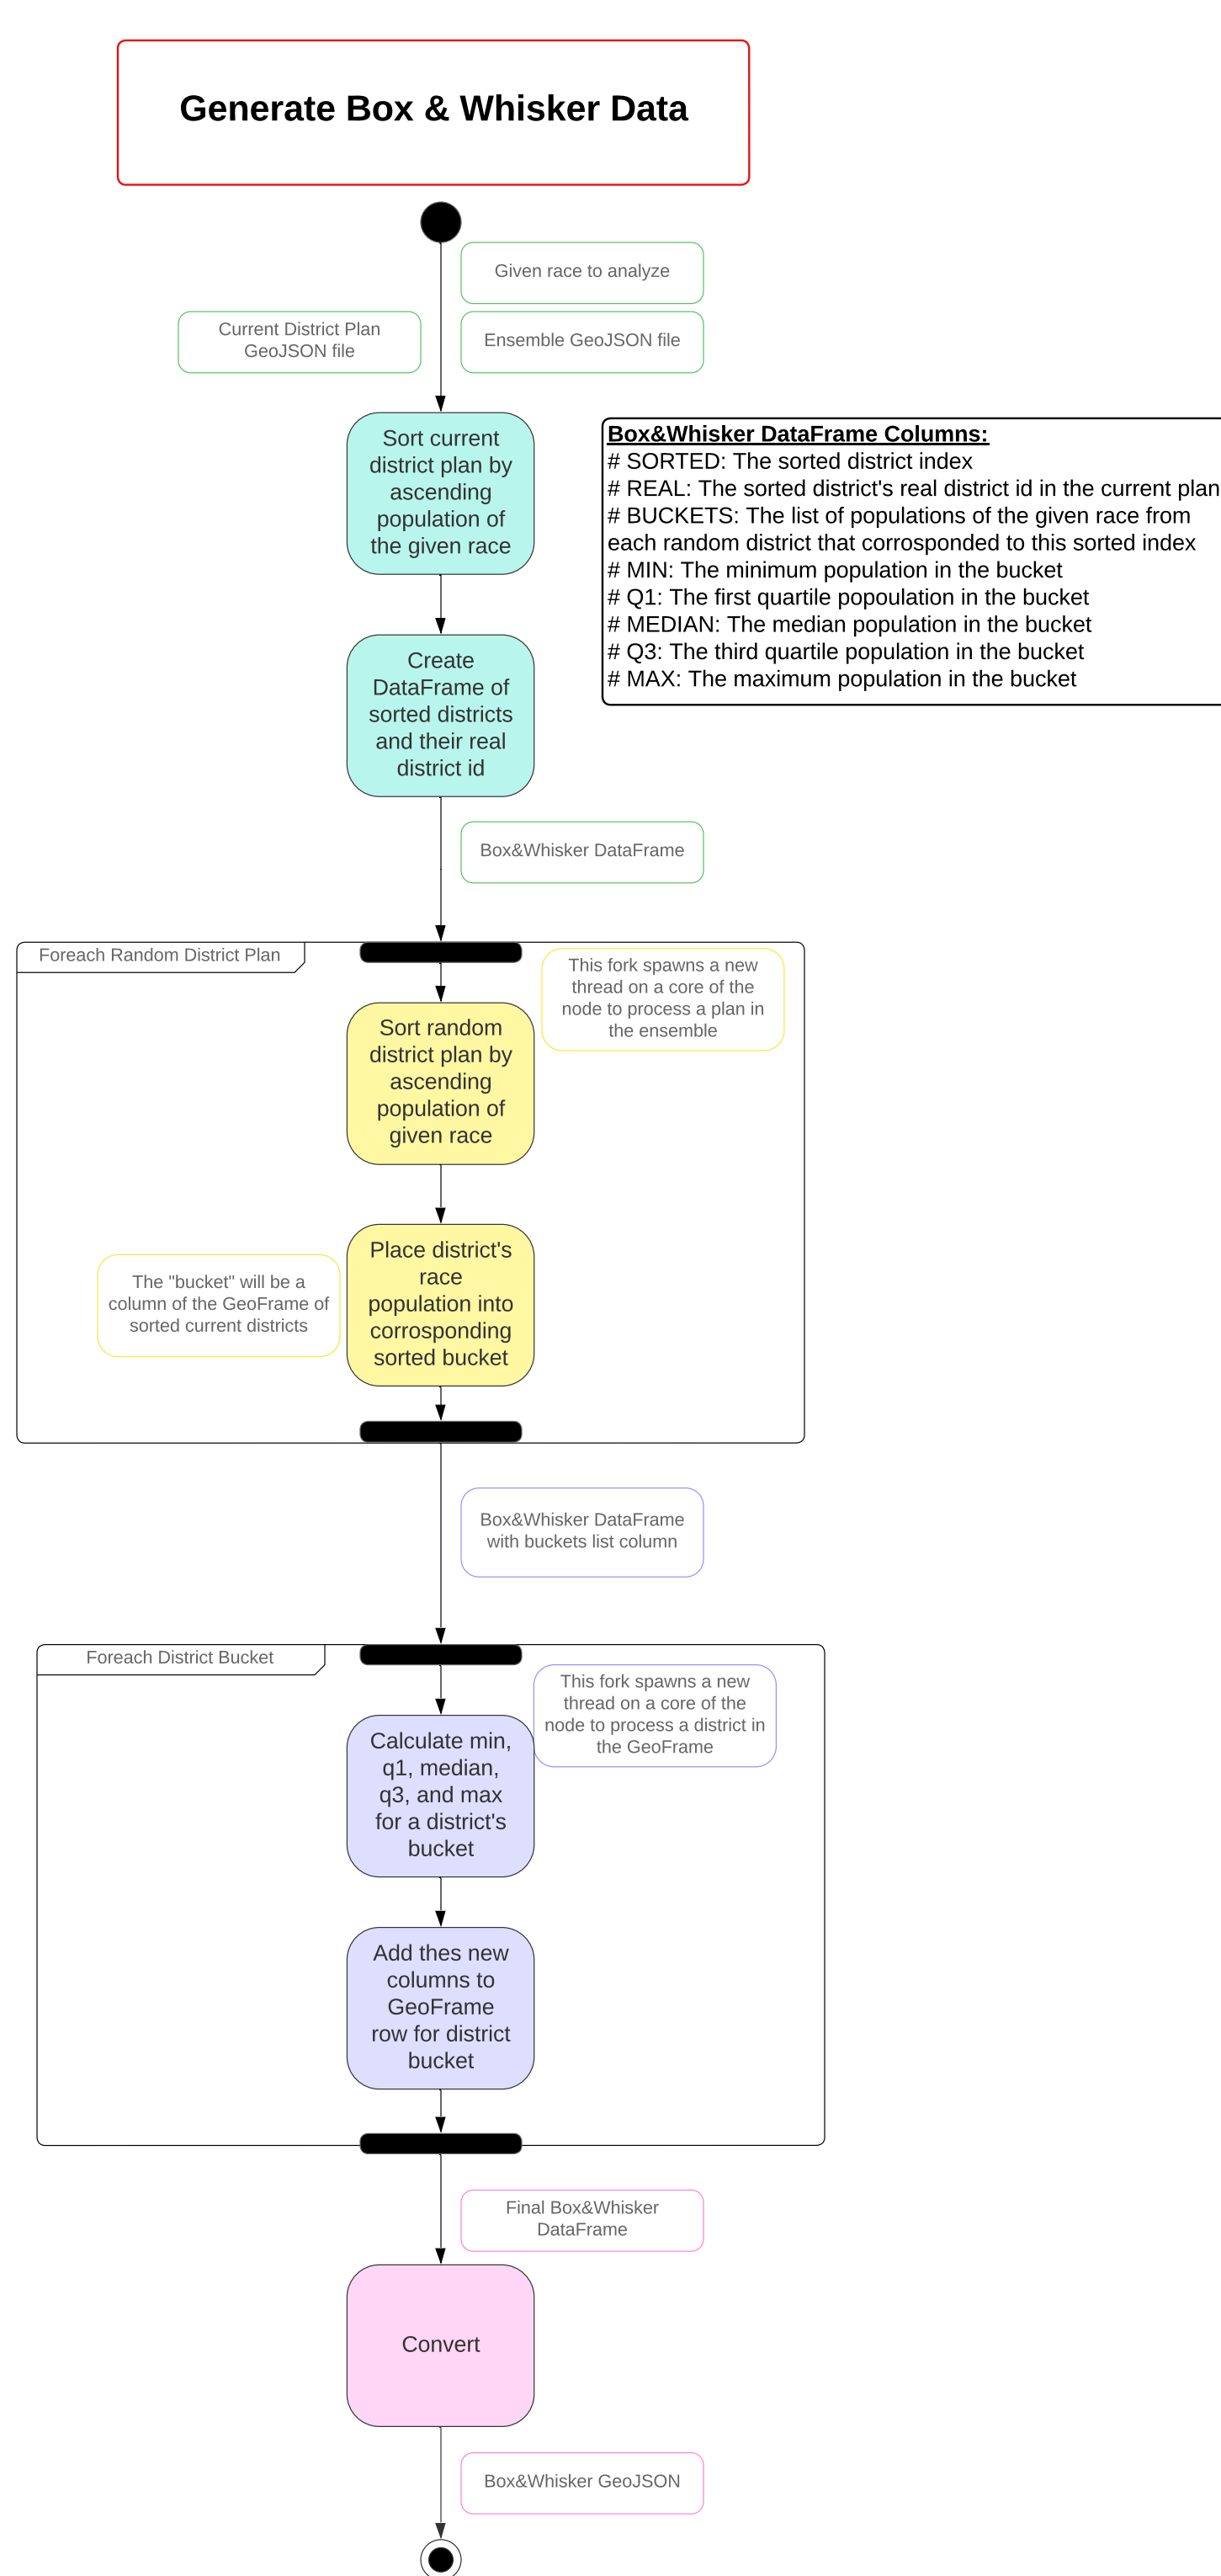 Generate Box & Whisker Data
Given race to analyze
Current District Plan
GeoJSON file
Ensemble GeoJSON file
Sort current
district plan by
ascending
population of
the given race
Box&Whisker DataFrame Columns:
# SORTED: The sorted district index
# REAL: The sorted district's real district id in the current plan
# BUCKETS: The list of populations of the given race from
each random district that corrosponded to this sorted index
# MIN: The minimum population in the bucket
# Q1: The first quartile popoulation in the bucket
# MEDIAN: The median population in the bucket
# Q3: The third quartile population in the bucket
# MAX: The maximum population in the bucket
Create
DataFrame of
sorted districts
and their real
district id
Box&Whisker DataFrame
Foreach Random District Plan
This fork spawns a new
thread on a core of the
node to process a plan in
the ensemble
Sort random
district plan by
ascending
population of
given race
The "bucket" will be a
column of the GeoFrame of
sorted current districts
Place district's
race
population into
corrosponding
sorted bucket
Box&Whisker DataFrame
with buckets list column
Foreach District Bucket
This fork spawns a new
thread on a core of the
node to process a district in
the GeoFrame
Calculate min,
q1, median,
q3, and max
for a district's
bucket
Add thes new
columns to
GeoFrame
row for district
bucket
Final Box&Whisker
DataFrame
Convert
Box&Whisker GeoJSON